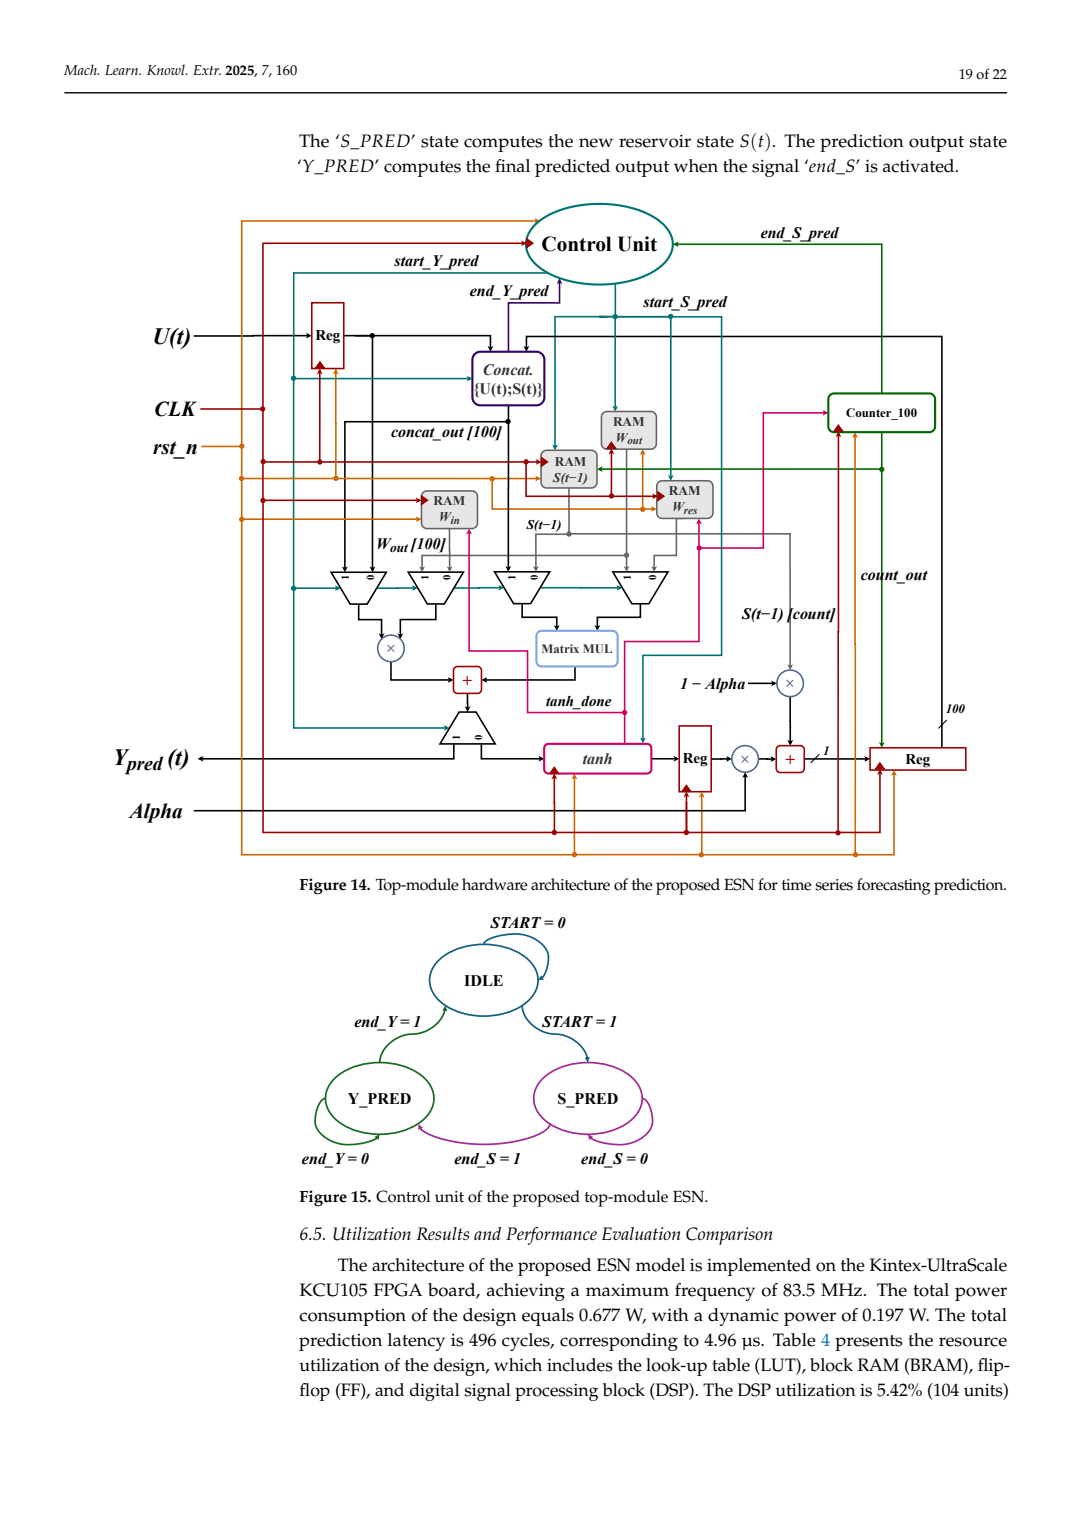 Mach. Learn. Knowl. Extr. 2025, 7, 160
19 of 22
The ‘S_PRED’ state computes the new reservoir state S(t). The prediction output state
‘Y_PRED’ computes the final predicted output when the signal ‘end_S’ is activated.
Control Unit
end_S_pred
start_Y_pred
end_Y_pred
start_S_pred
U(t)
Reg
Concat.
{U(t);S(t)}
CLK
Counter_100
RAM
Wout
concat_out [100]
rst_n
RAM
S(t−1)
RAM
Wres
RAM
Win
S(t−1)
Wout [100]
1 0
1 0
1 0
1 0
count_out
S(t−1) [count]
×
Matrix MUL
+
1 − Alpha
×
tanh_done
100
1 0
Ypred (t)
tanh
Reg
×
+
1
Reg
Alpha
Figure 14. Top-module hardware architecture of the proposed ESN for time series forecasting prediction.
START = 0
IDLE
end_Y = 1
START = 1
Y_PRED
S_PRED
end_Y = 0
end_S = 1
end_S = 0
Figure 15. Control unit of the proposed top-module ESN.
6.5. Utilization Results and Performance Evaluation Comparison
The architecture of the proposed ESN model is implemented on the Kintex-UltraScale
KCU105 FPGA board, achieving a maximum frequency of 83.5 MHz. The total power
consumption of the design equals 0.677 W, with a dynamic power of 0.197 W. The total
prediction latency is 496 cycles, corresponding to 4.96 µs. Table 4 presents the resource
utilization of the design, which includes the look-up table (LUT), block RAM (BRAM), flip-
flop (FF), and digital signal processing block (DSP). The DSP utilization is 5.42% (104 units)